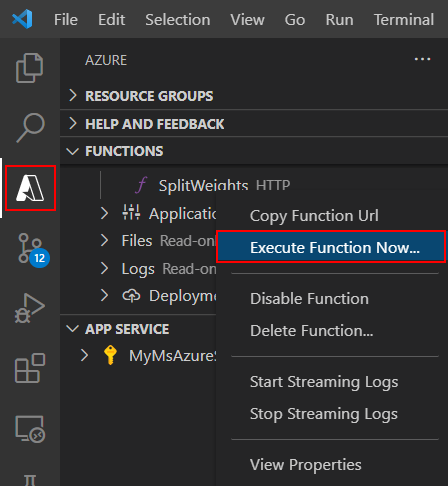 File Edit Selection View Go Run Terminal
AZURE
RESOURCE GROUPS
HELP AND FEEDBACK
FUNCTIONS
SplitWeights HTTP
Applicatio
Files Read-on
Logs Read-on
Deployme
APP SERVICE
MyMsAzureS
12
Copy Function Url
Execute Function Now...
Disable Function
Delete Function...
Start Streaming Logs
Stop Streaming Logs
View Properties